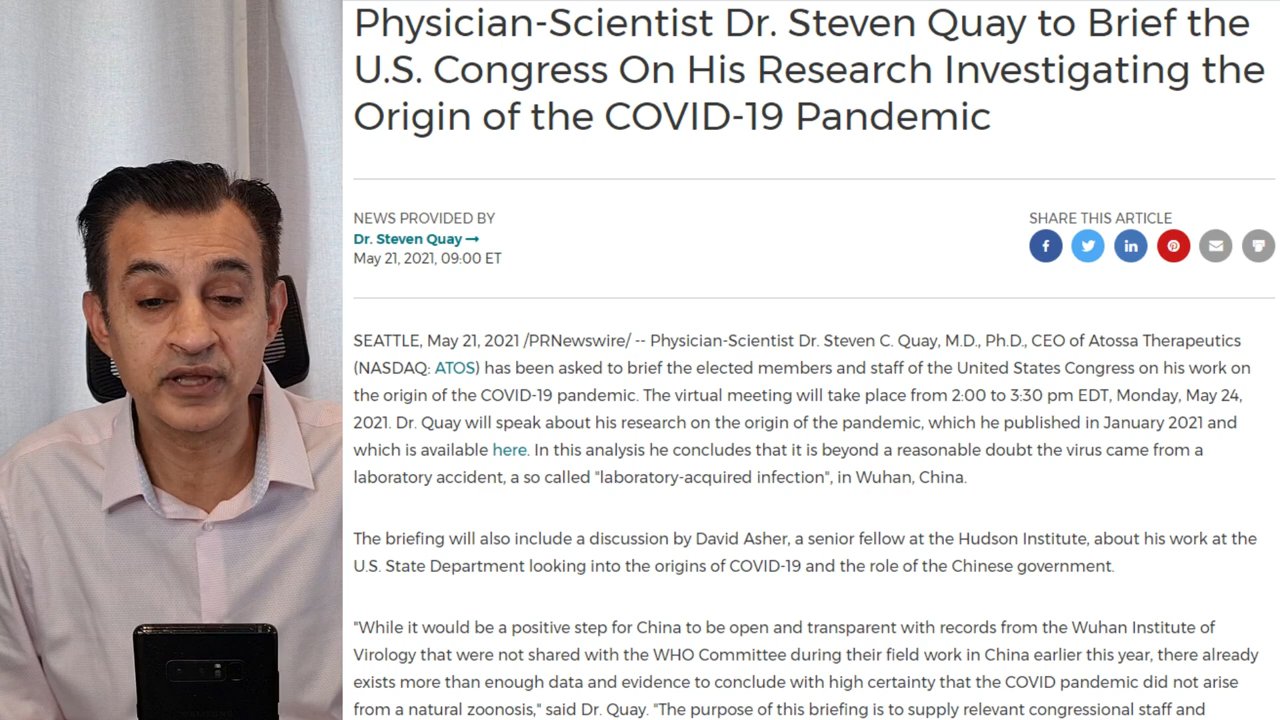 Physician-Scientist Dr. Steven Quay to Brief the
U.S. Congress On His Research Investigating the
Origin of the COVID-19 Pandemic
NEWS PROVIDED BY
Dr. Steven Quay →
May 21, 2021, 09:00 ET
SHARE THIS ARTICLE
SEATTLE, May 21, 2021 /PRNewswire/ -- Physician-Scientist Dr. Steven C. Quay, M.D., Ph.D., CEO of Atossa Therapeutics
(NASDAQ: ATOS) has been asked to brief the elected members and staff of the United States Congress on his work on
the origin of the COVID-19 pandemic. The virtual meeting will take place from 2:00 to 3:30 pm EDT, Monday, May 24,
2021. Dr. Quay will speak about his research on the origin of the pandemic, which he published in January 2021 and
which is available here. In this analysis he concludes that it is beyond a reasonable doubt the virus came from a
laboratory accident, a so called "laboratory-acquired infection", in Wuhan, China.
The briefing will also include a discussion by David Asher, a senior fellow at the Hudson Institute, about his work at the
U.S. State Department looking into the origins of COVID-19 and the role of the Chinese government.
"While it would be a positive step for China to be open and transparent with records from the Wuhan Institute of
Virology that were not shared with the WHO Committee during their field work in China earlier this year, there already
exists more than enough data and evidence to conclude with high certainty that the COVID pandemic did not arise
from a natural zoonosis," said Dr. Quay. "The purpose of this briefing is to supply relevant congressional staff and